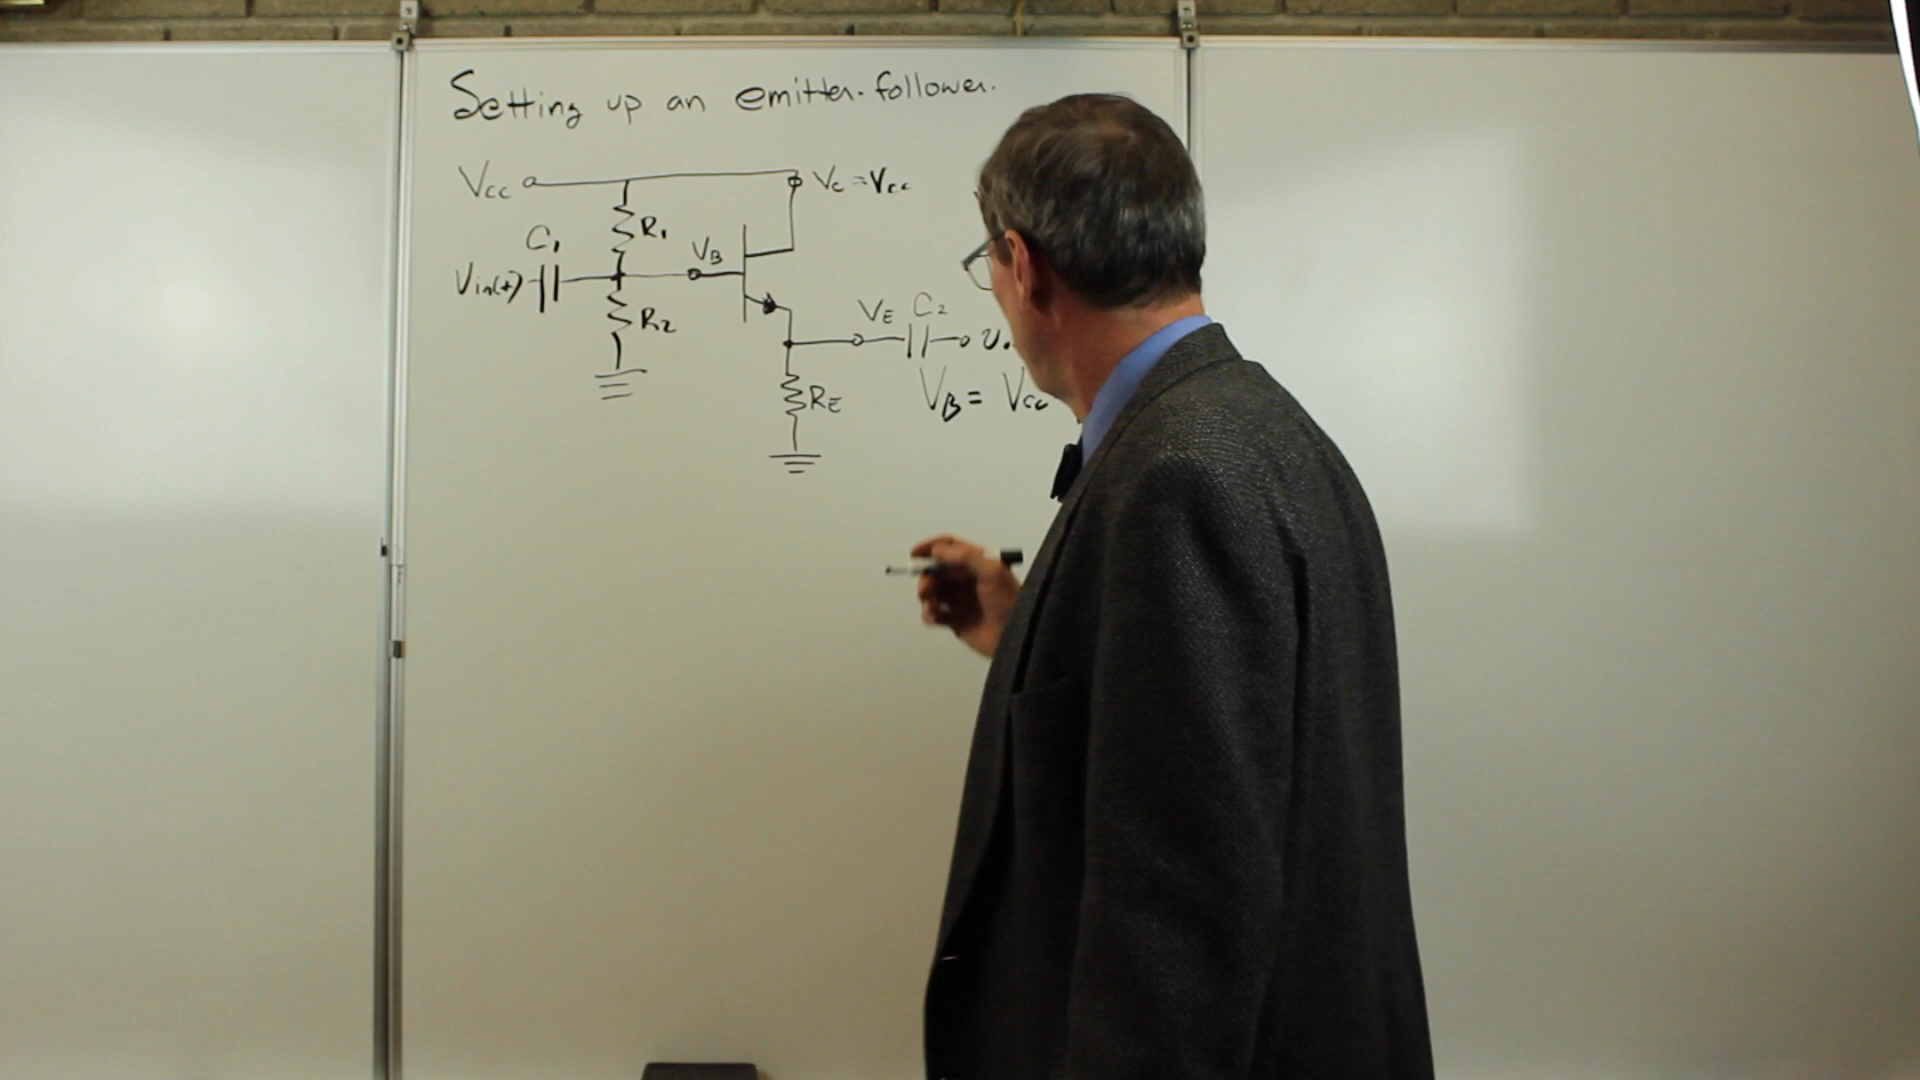 Setting up an emitter-follower.
Vcc Vc = Vcc
R1
C1 VB
Vin(t)
R2
VE C2
VB = Vcc
RE